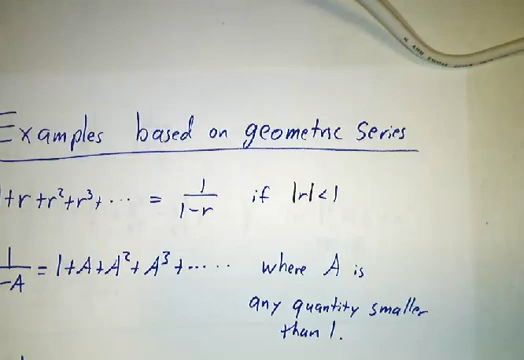 Examples based on geometric series
+r+r²+r³+... = 1/1-r if |r|<1
1/-A = 1+A+A²+A³+...... where A is
any quantity smaller
than 1.